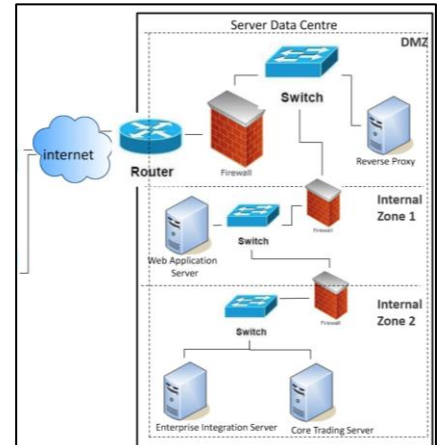 Server Data Centre
DMZ
Switch
internet
Router
Firewall
Reverse Proxy
Internal
Zone 1
Firewall
Switch
Web Application
Server
Internal
Zone 2
Firewall
Switch
Enterprise Integration Server
Core Trading Server